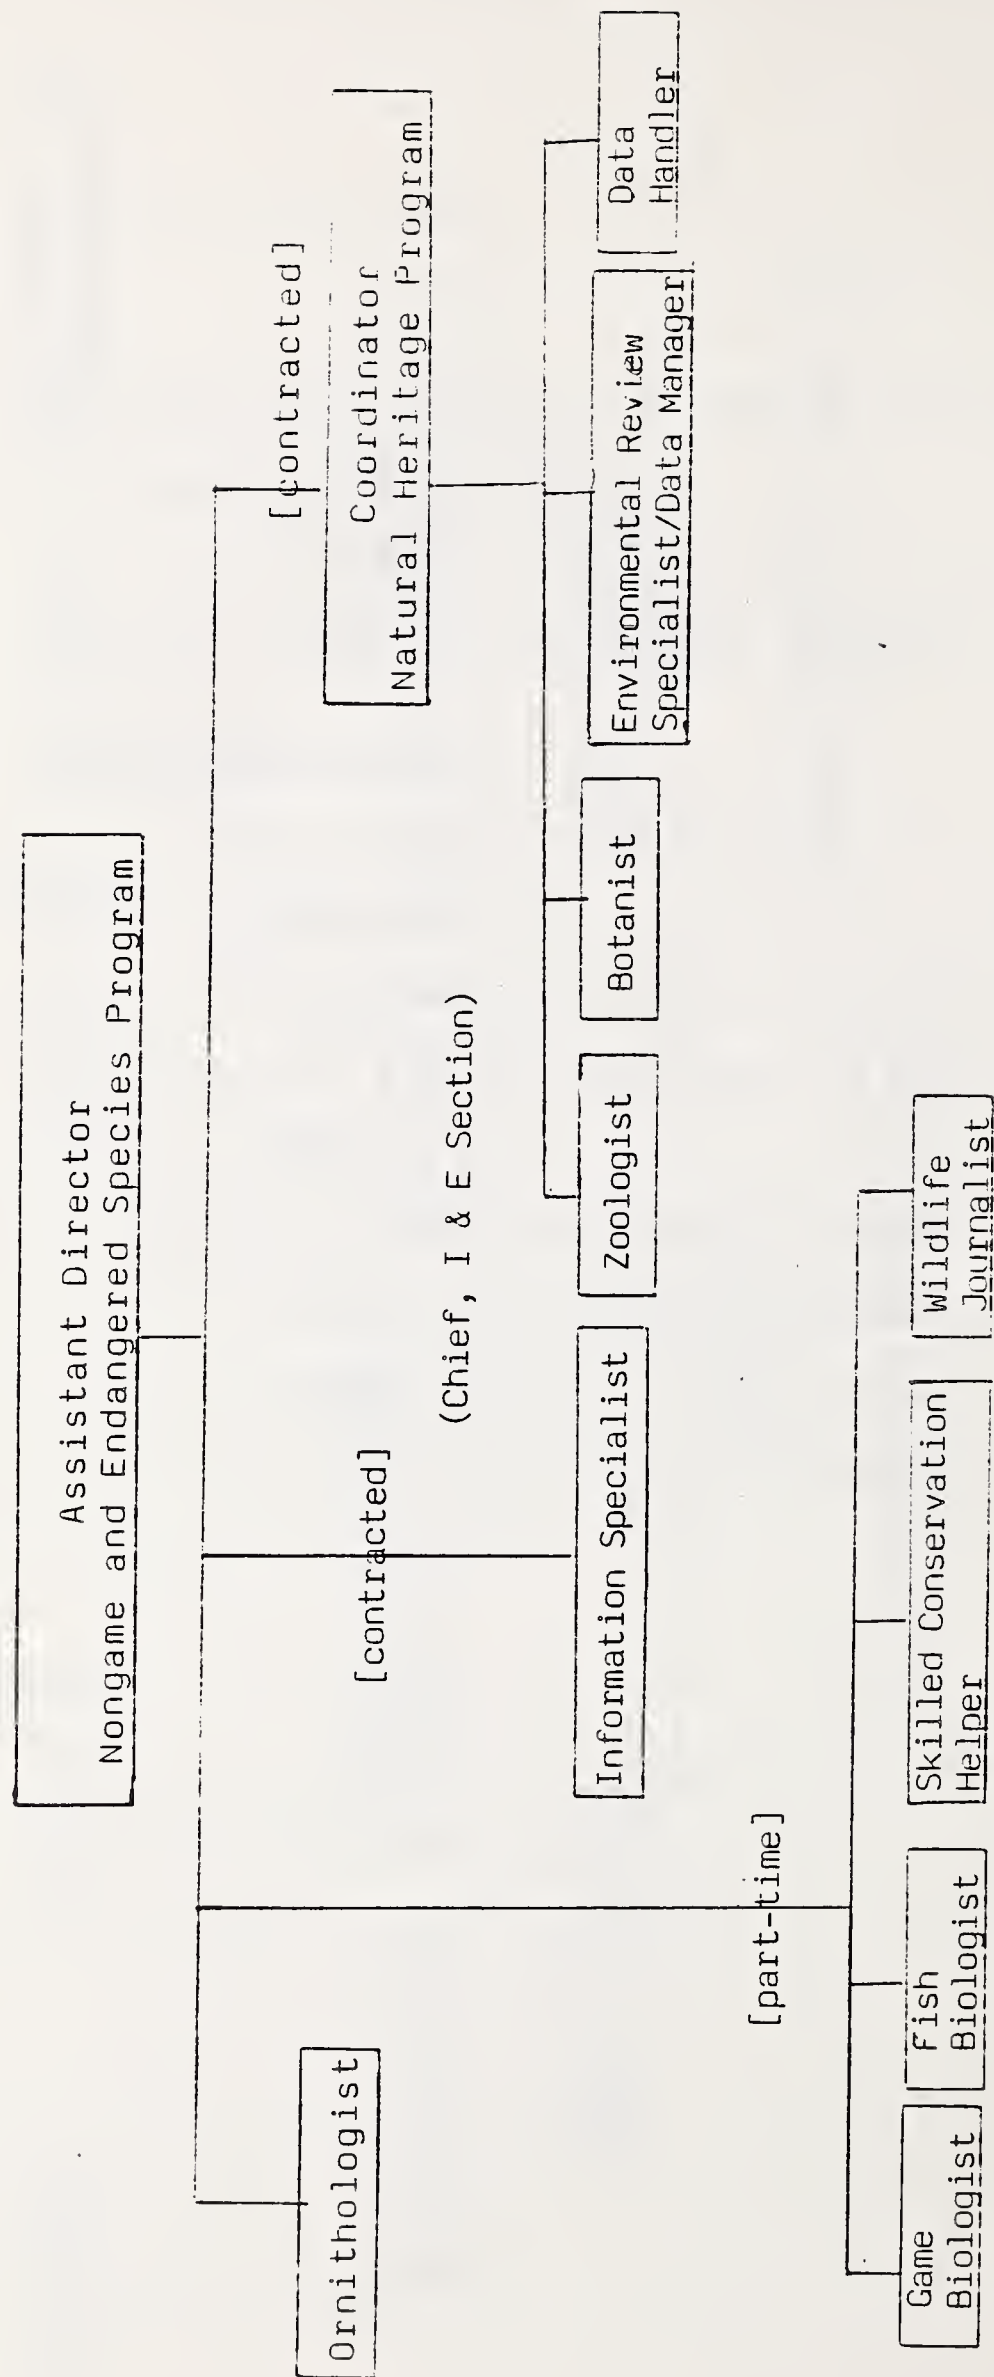 Assistant Director
Nongame and Endangered Species Program
Ornithologist
[contracted]
[contracted]
Coordinator
Natural Heritage Program
(Chief, I & E Section)
Information Specialist
Zoologist
Botanist
Environmental Review
Specialist/Data Manager
Data
Handler
[part-time]
Game
Biologist
Fish
Biologist
Skilled Conservation
Helper
Wildlife
Journalist